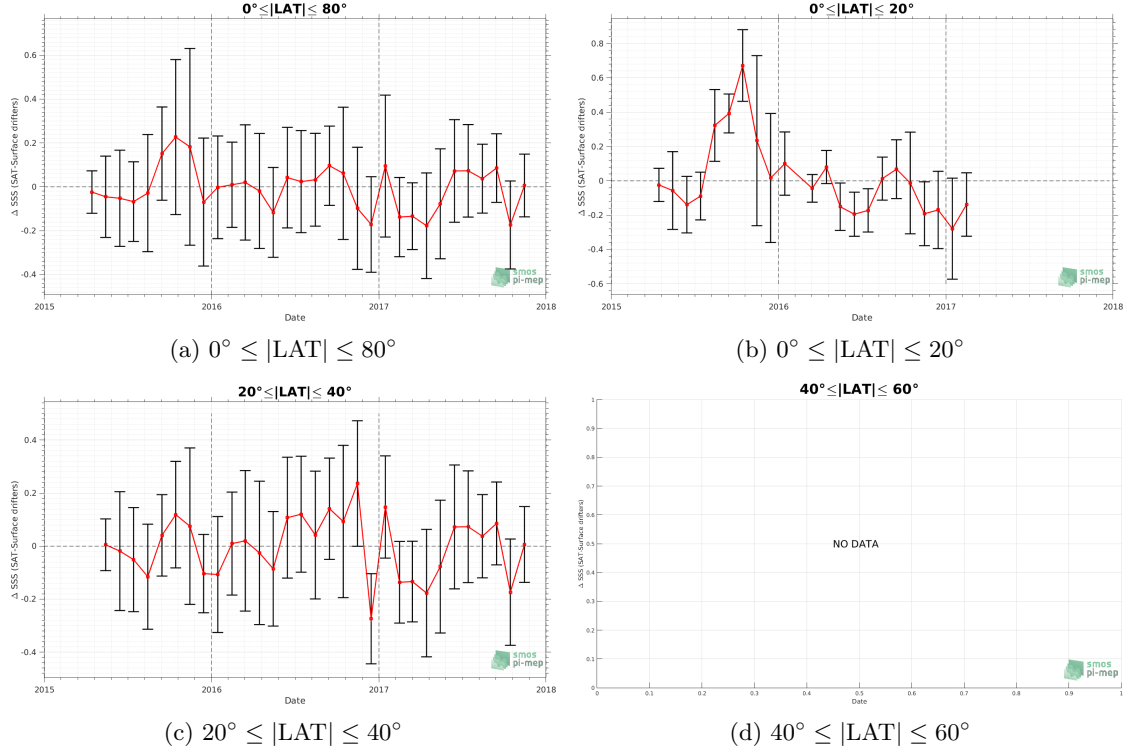 0°≤|LAT|≤ 80°
Δ SSS (SAT-Surface drifters)
0.6
0.4
0.2
0
-0.2
-0.4
2015
2016
2017
2018
Date
smos
pi-mep
(a) 0° ≤ |LAT| ≤ 80°
0°≤|LAT|≤ 20°
Δ SSS (SAT-Surface drifters)
0.8
0.6
0.4
0.2
0
-0.2
-0.4
-0.6
2015
2016
2017
2018
Date
smos
pi-mep
(b) 0° ≤ |LAT| ≤ 20°
20°≤|LAT|≤ 40°
Δ SSS (SAT-Surface drifters)
0.4
0.2
0
-0.2
-0.4
2015
2016
2017
2018
Date
smos
pi-mep
(c) 20° ≤ |LAT| ≤ 40°
40°≤|LAT|≤ 60°
Δ SSS (SAT-Surface drifters)
1
0.9
0.8
0.7
0.6
0.5
0.4
0.3
0.2
0.1
0
NO DATA
0
0.1
0.2
0.3
0.4
0.5
0.6
0.7
0.8
0.9
1
Date
smos
pi-mep
(d) 40° ≤ |LAT| ≤ 60°